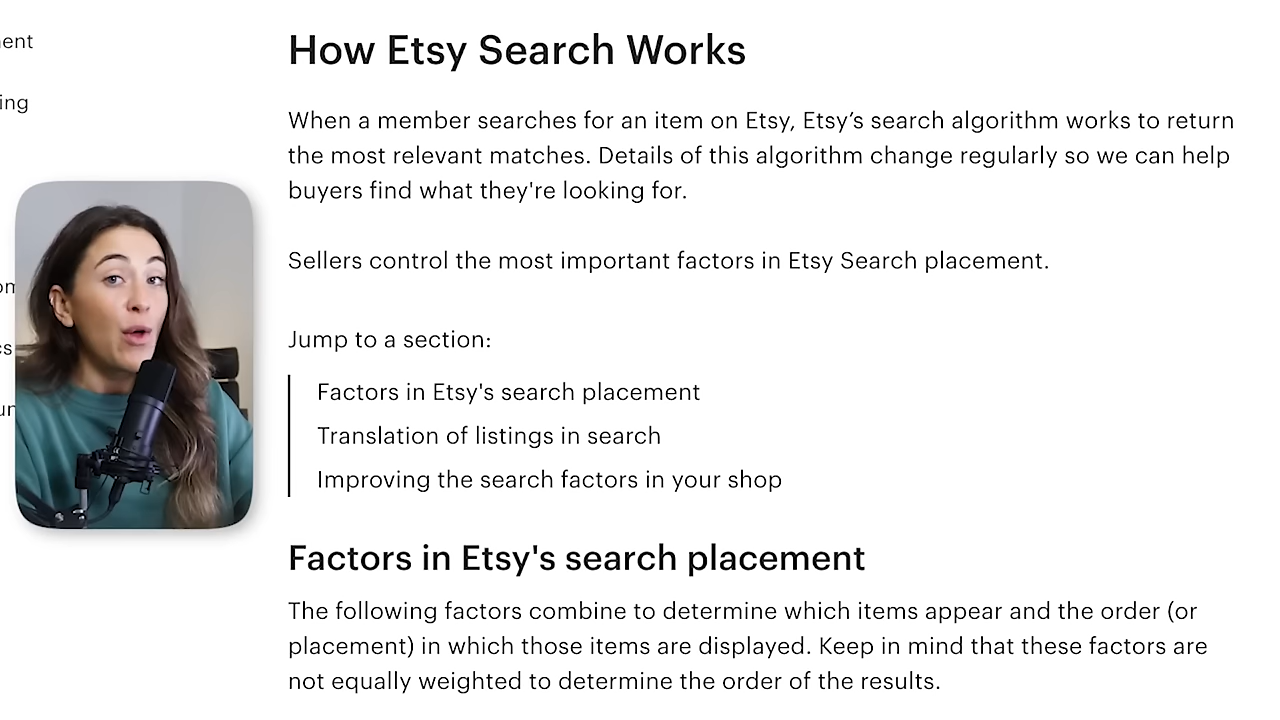 How Etsy Search Works
When a member searches for an item on Etsy, Etsy’s search algorithm works to return
the most relevant matches. Details of this algorithm change regularly so we can help
buyers find what they're looking for.
Sellers control the most important factors in Etsy Search placement.
Jump to a section:
Factors in Etsy's search placement
Translation of listings in search
Improving the search factors in your shop
Factors in Etsy's search placement
The following factors combine to determine which items appear and the order (or
placement) in which those items are displayed. Keep in mind that these factors are
not equally weighted to determine the order of the results.